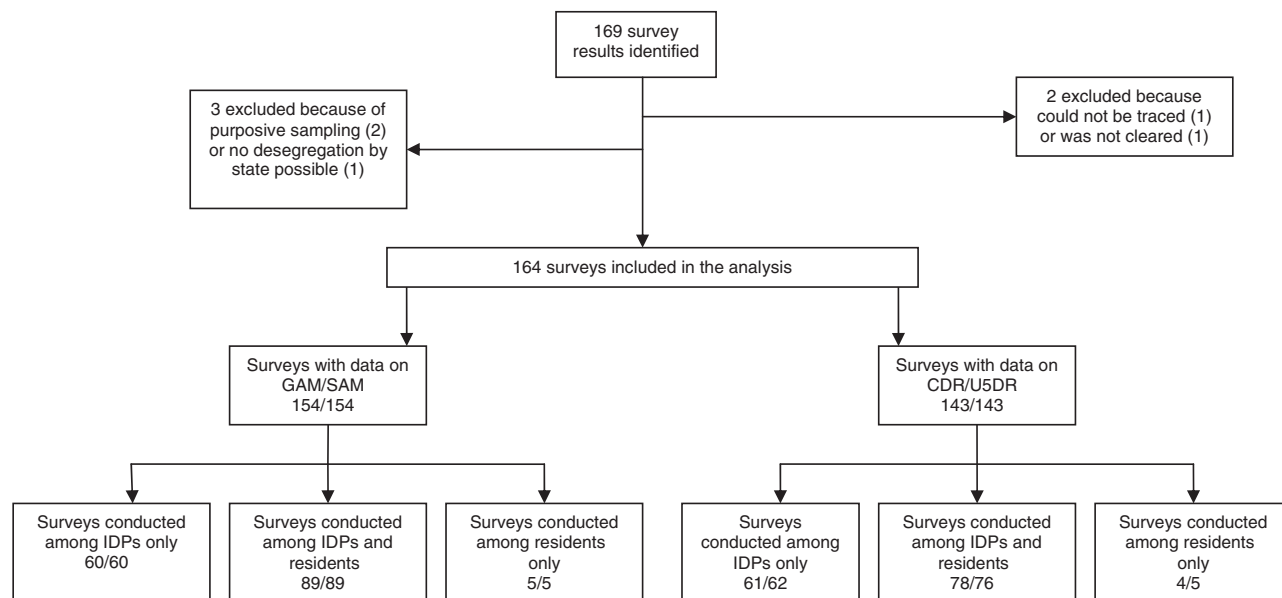 169 survey
results identified
3 excluded because of
purposive sampling (2)
or no desegregation by
state possible (1)
2 excluded because
could not be traced (1)
or was not cleared (1)
164 surveys included in the analysis
Surveys with data on
GAM/SAM
154/154
Surveys with data on
CDR/U5DR
143/143
Surveys conducted
among IDPs only
60/60
Surveys conducted
among IDPs and
residents
89/89
Surveys conducted
among residents
only
5/5
Surveys
conducted among
IDPs only
61/62
Surveys conducted
among IDPs and
residents
78/76
Surveys conducted
among residents
only
4/5